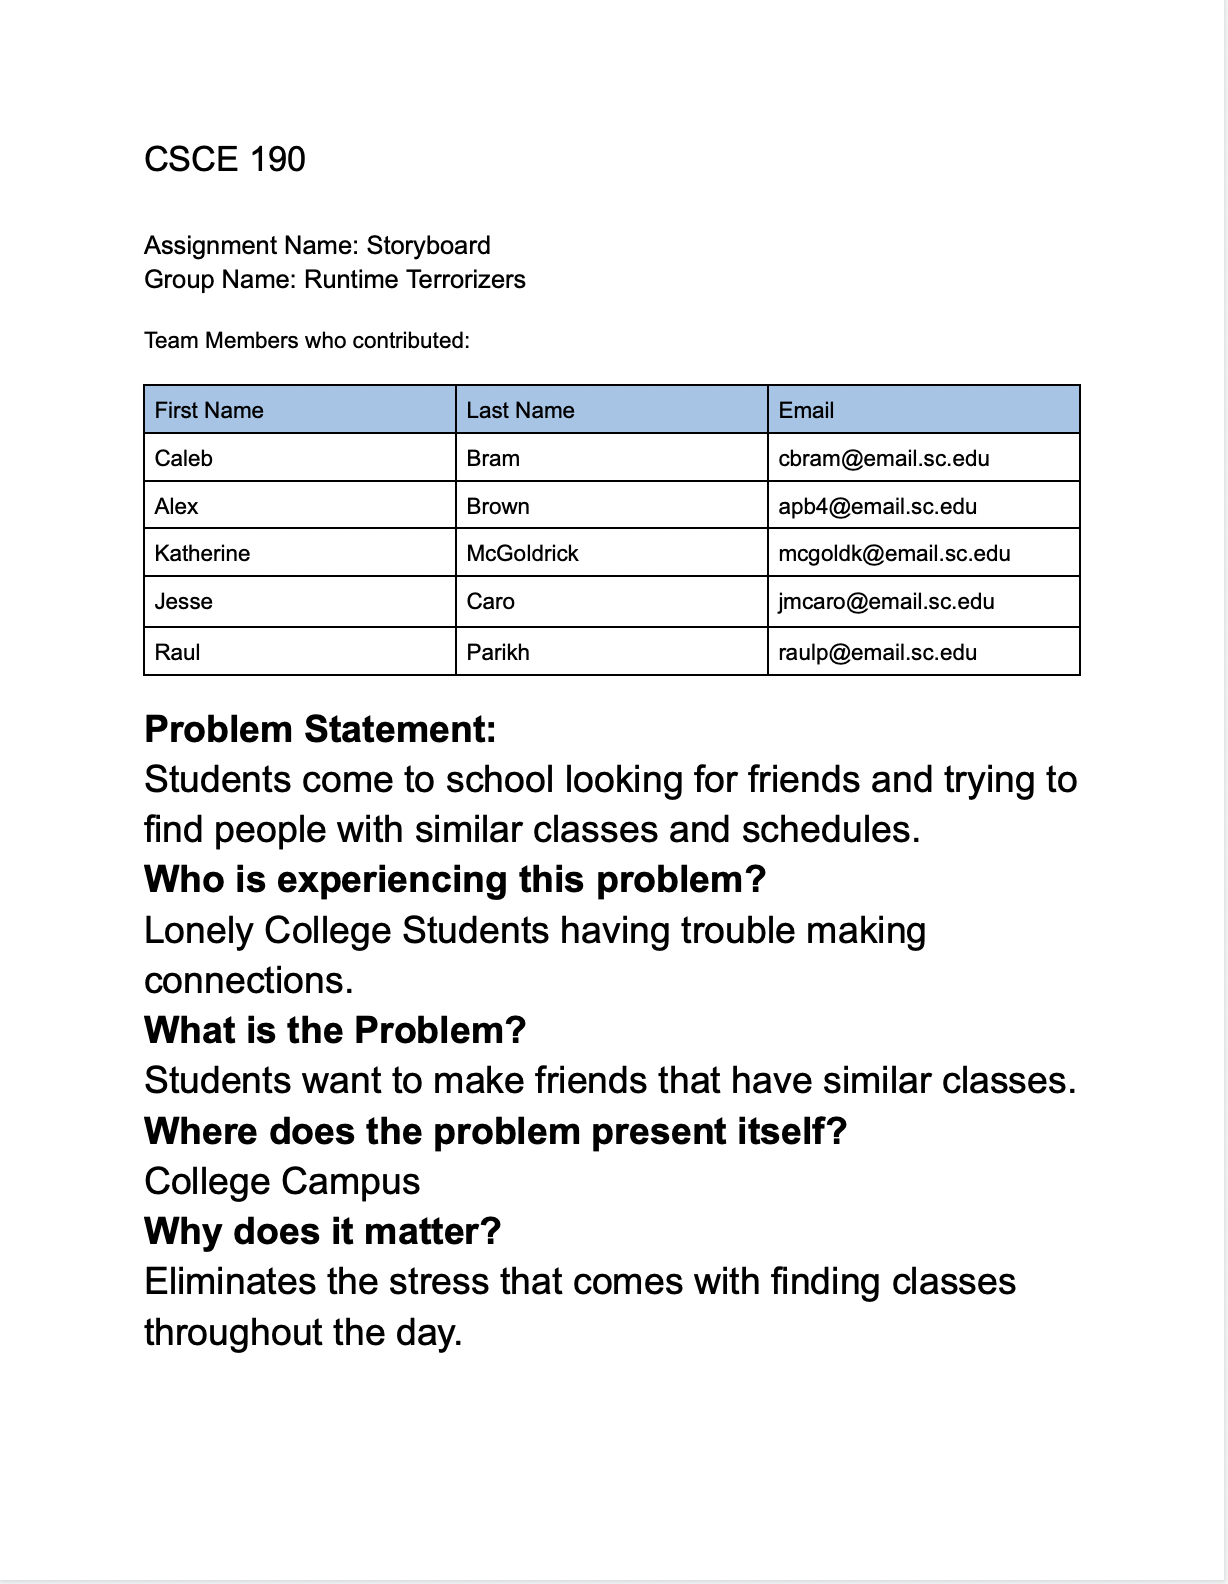 CSCE 190
Assignment Name: Storyboard
Group Name: Runtime Terrorizers
Team Members who contributed:
First Name Last Name Email
Caleb Bram cbram@email.sc.edu
Alex Brown apb4@email.sc.edu
Katherine McGoldrick mcgoldk@email.sc.edu
Jesse Caro jmcaro@email.sc.edu
Raul Parikh raulp@email.sc.edu
Problem Statement:
Students come to school looking for friends and trying to
find people with similar classes and schedules.
Who is experiencing this problem?
Lonely College Students having trouble making
connections.
What is the Problem?
Students want to make friends that have similar classes.
Where does the problem present itself?
College Campus
Why does it matter?
Eliminates the stress that comes with finding classes
throughout the day.